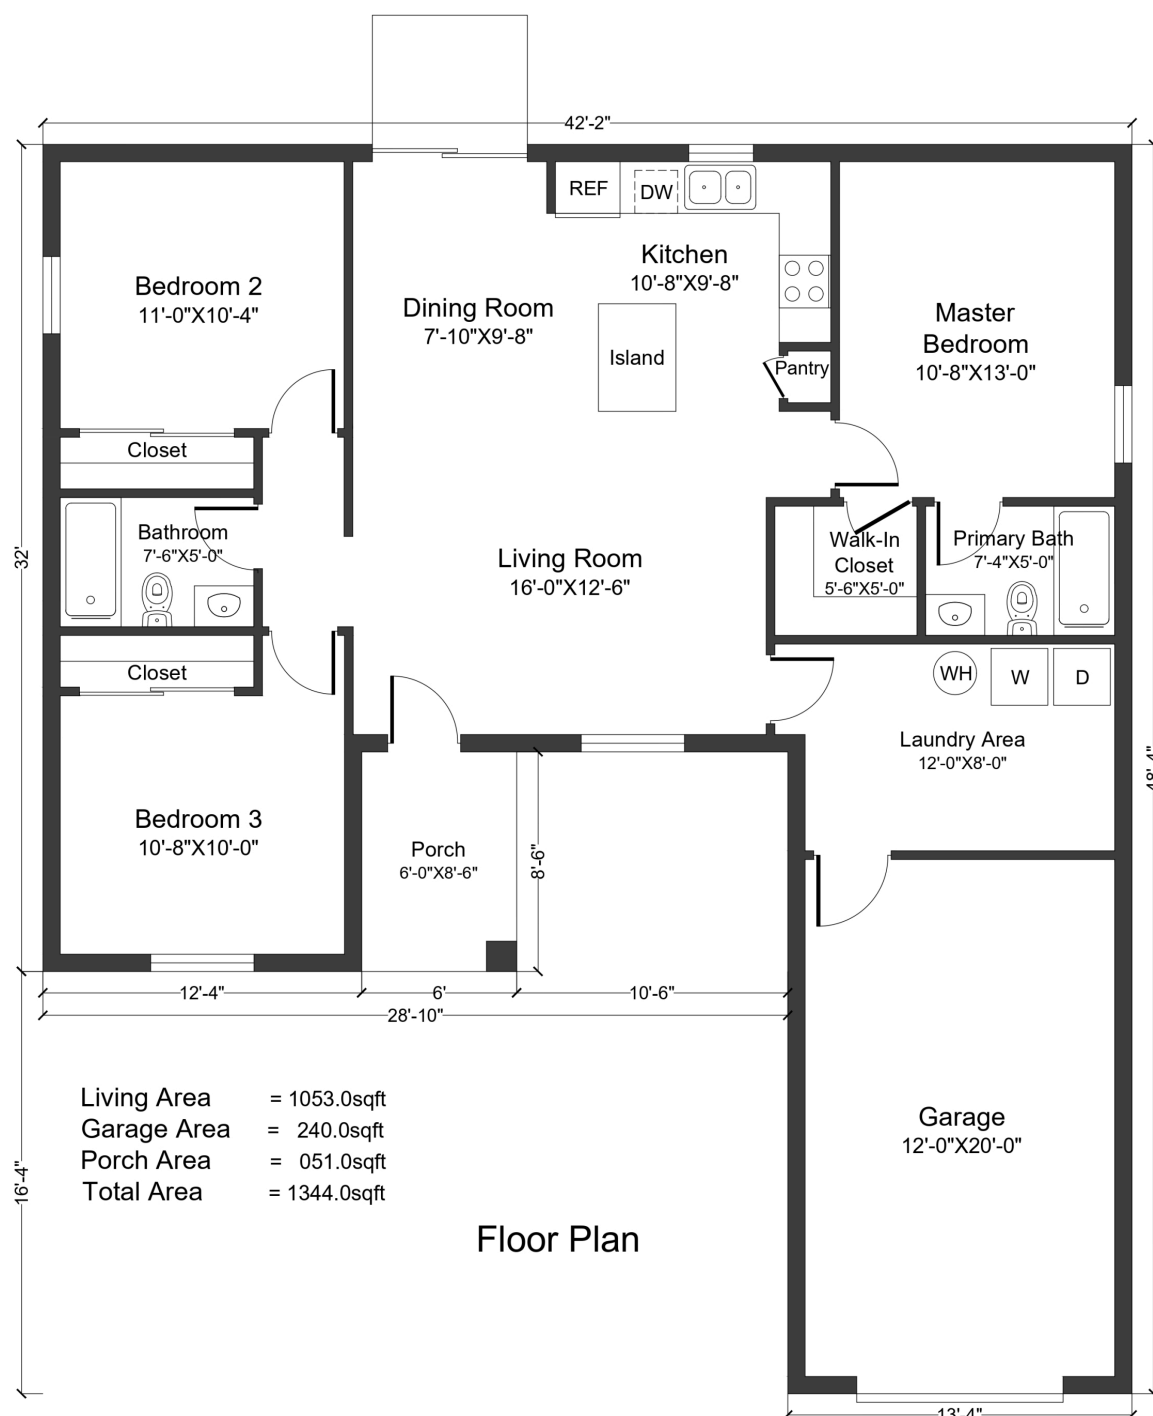 42'-2"
REF
DW
Kitchen
10'-8"X9'-8"
Bedroom 2
11'-0"X10'-4"
Dining Room
7'-10"X9'-8"
Master
Bedroom
10'-8"X13'-0"
Island
Pantry
Closet
Bathroom
7'-6"X5'-0"
Walk-In
Closet
5'-6"X5'-0"
Primary Bath
7'-4"X5'-0"
32'
Living Room
16'-0"X12'-6"
Closet
WH
W
D
Laundry Area
12'-0"X8'-0"
48'-4"
Bedroom 3
10'-8"X10'-0"
Porch
6'-0"X8'-6"
8'-6"
12'-4"
6'
10'-6"
28'-10"
Living Area = 1053.0sqft
Garage Area = 240.0sqft
Porch Area = 051.0sqft
Total Area = 1344.0sqft
16'-4"
Garage
12'-0"X20'-0"
Floor Plan
13'-4"